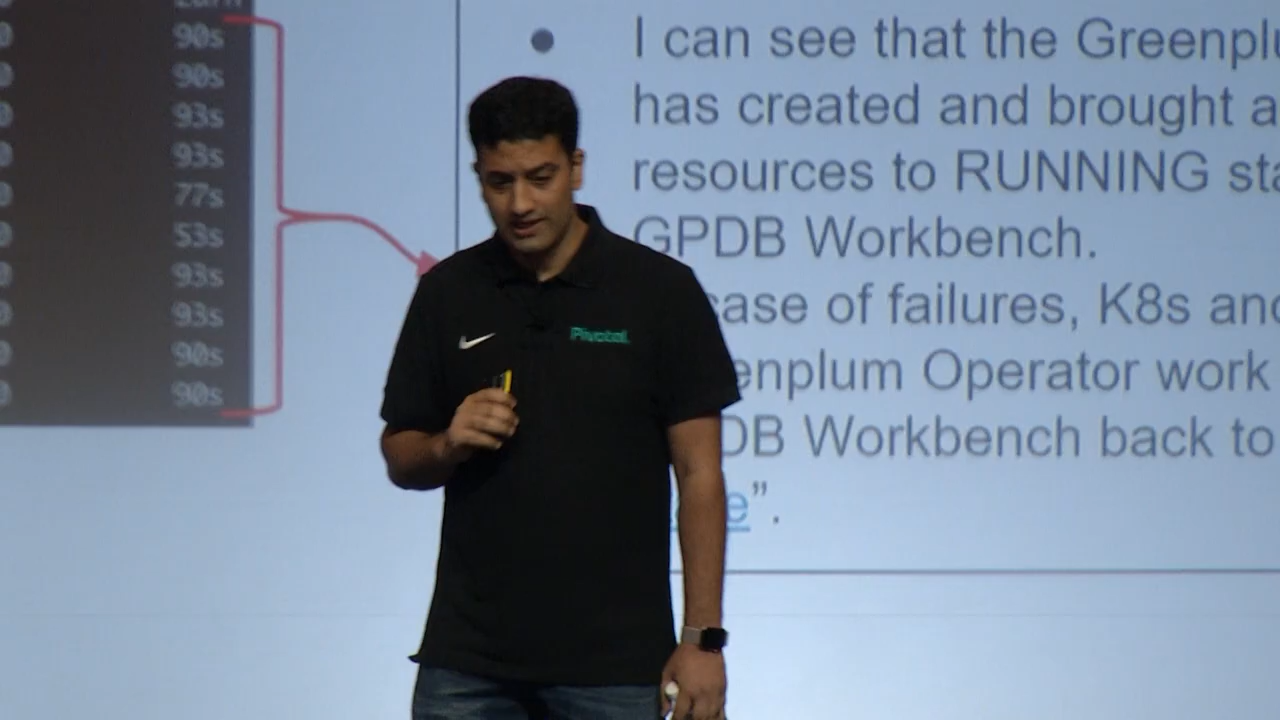 90s
90s
93s
93s
77s
53s
93s
93s
90s
90s
I can see that the Greenplu
has created and brought a
resources to RUNNING sta
GPDB Workbench.
case of failures, K8s and
enplum Operator work
DB Workbench back to
”.
Pivotal